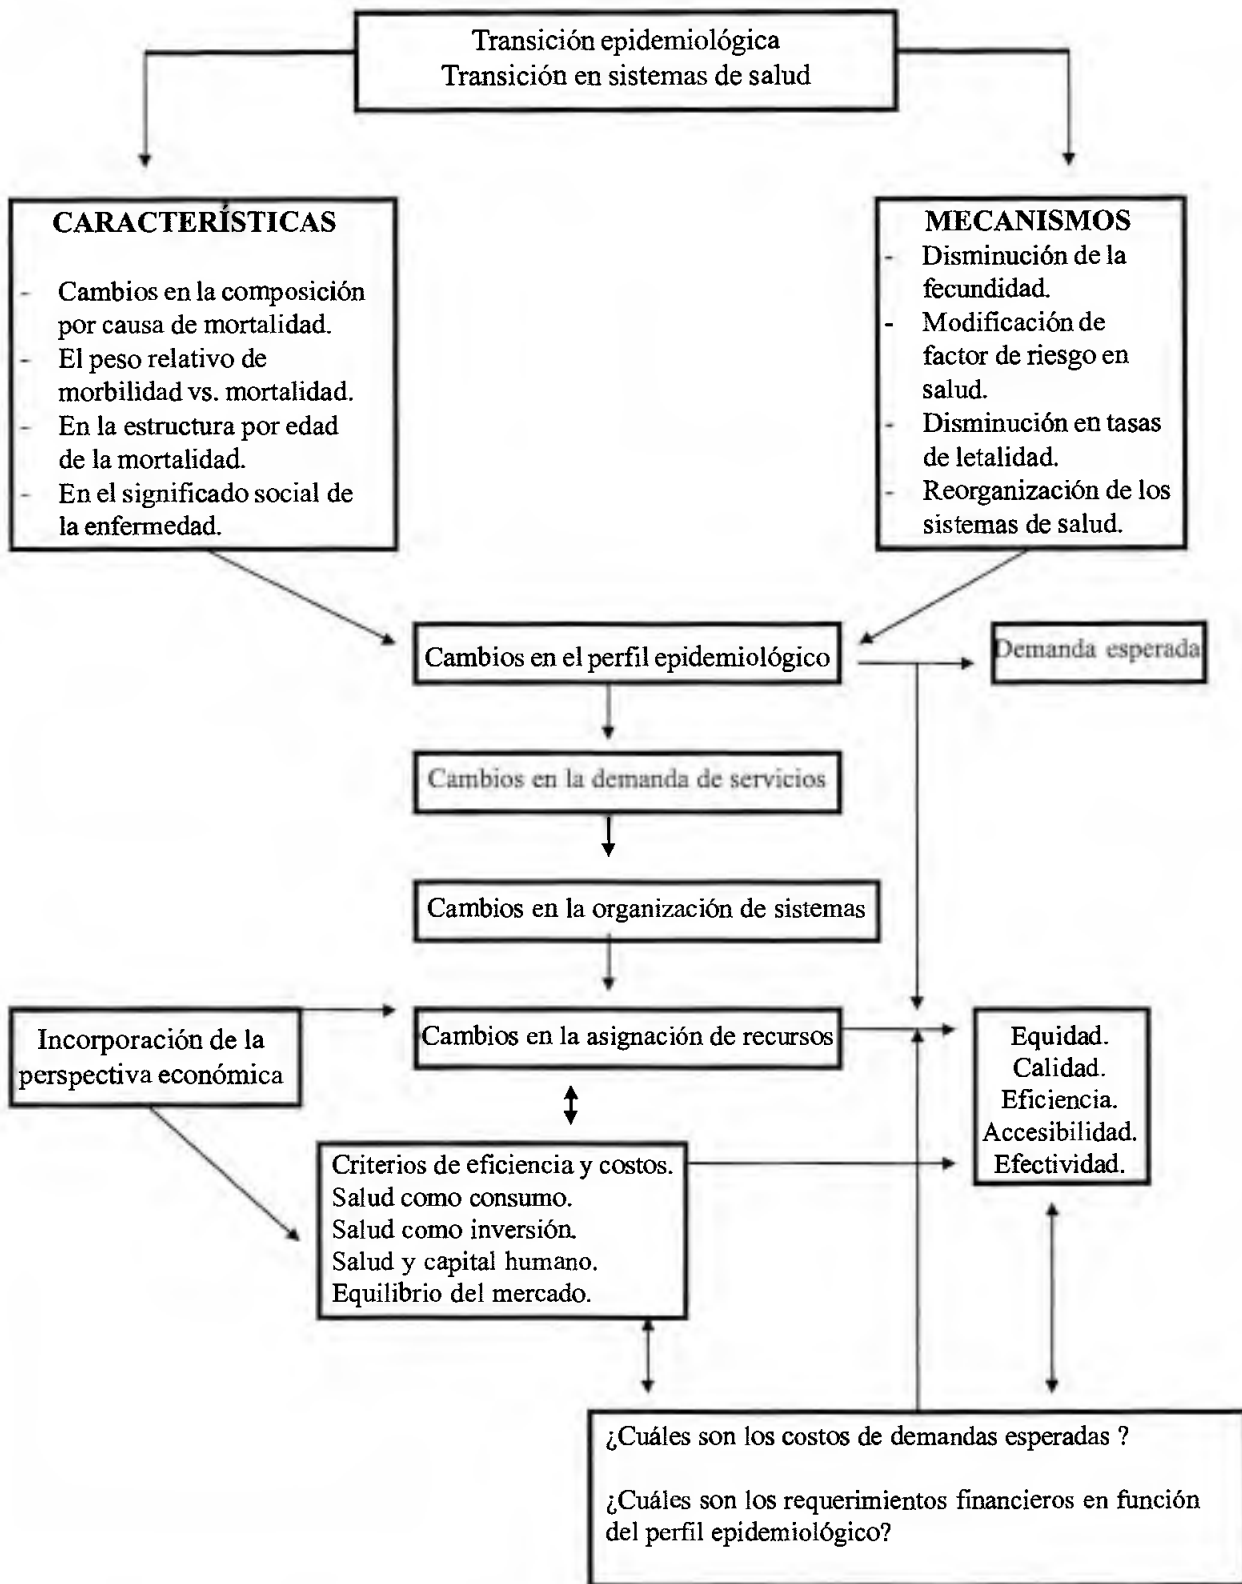 Transición epidemiológica
Transición en sistemas de salud
CARACTERÍSTICAS
- Cambios en la composición
por causa de mortalidad.
- El peso relativo de
morbilidad vs. mortalidad.
- En la estructura por edad
de la mortalidad.
- En el significado social de
la enfermedad.
MECANISMOS
- Disminución de la
fecundidad.
- Modificación de
factor de riesgo en
salud.
- Disminución en tasas
de letalidad.
- Reorganización de los
sistemas de salud.
Cambios en el perfil epidemiológico
Demanda esperada
Cambios en la demanda de servicios
Cambios en la organización de sistemas
Incorporación de la
perspectiva económica
Cambios en la asignación de recursos
Equidad.
Calidad.
Eficiencia.
Accesibilidad.
Efectividad.
Criterios de eficiencia y costos.
Salud como consumo.
Salud como inversión.
Salud y capital humano.
Equilibrio del mercado.
¿Cuáles son los costos de demandas esperadas ?
¿Cuáles son los requerimientos financieros en función
del perfil epidemiológico?